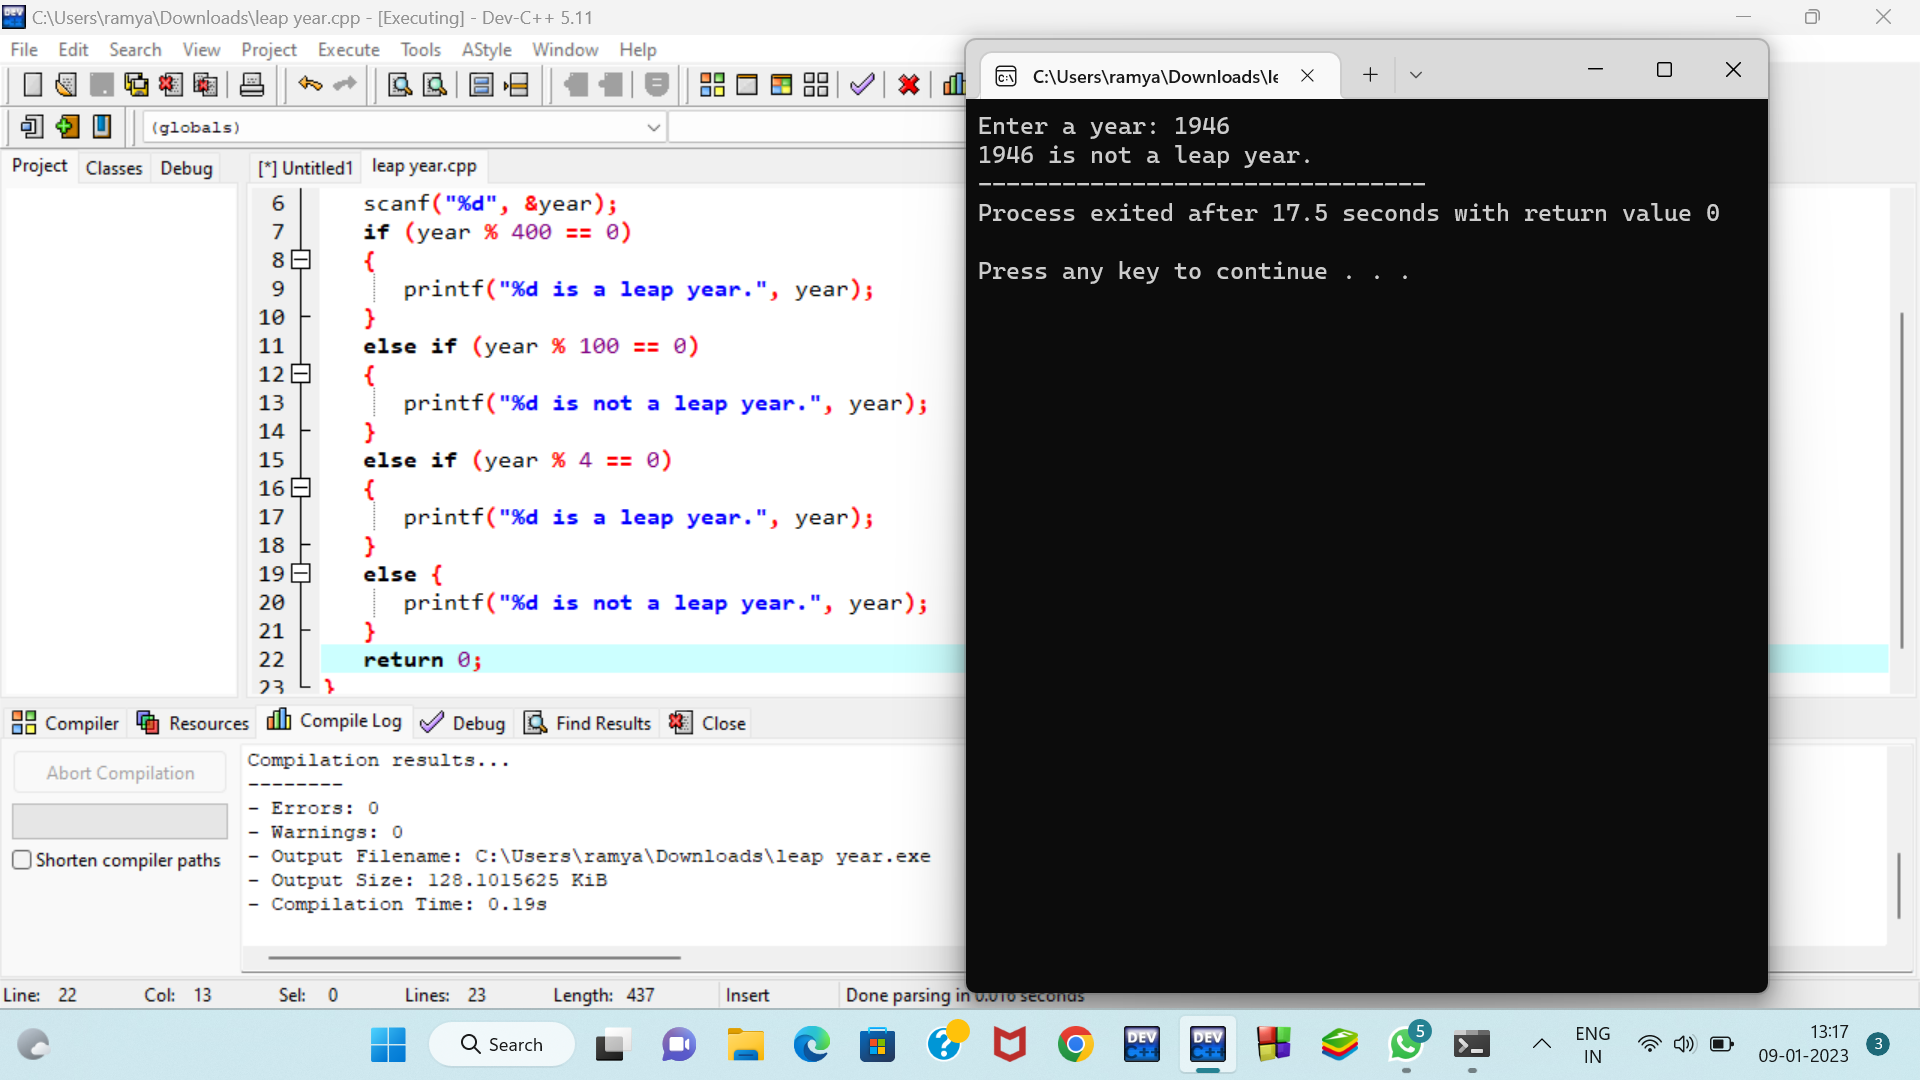 C:\Users\ramya\Downloads\leap year.cpp - [Executing] - Dev-C++ 5.11
File Edit Search View Project Execute Tools AStyle Window Help
(globals)
Project Classes Debug
[*] Untitled1 leap year.cpp
6 scanf("%d", &year);
7 if (year % 400 == 0)
8 {
9 printf("%d is a leap year.", year);
10 }
11 else if (year % 100 == 0)
12 {
13 printf("%d is not a leap year.", year);
14 }
15 else if (year % 4 == 0)
16 {
17 printf("%d is a leap year.", year);
18 }
19 else {
20 printf("%d is not a leap year.", year);
21 }
22 return 0;
23 }
C:\Users\ramya\Downloads\le
Enter a year: 1946
1946 is not a leap year.
--------------------------------
Process exited after 17.5 seconds with return value 0
Press any key to continue . . .
Compiler Resources Compile Log Debug Find Results Close
Abort Compilation
Shorten compiler paths
Compilation results...
--------
- Errors: 0
- Warnings: 0
- Output Filename: C:\Users\ramya\Downloads\leap year.exe
- Output Size: 128.1015625 KiB
- Compilation Time: 0.19s
Line: 22 Col: 13 Sel: 0 Lines: 23 Length: 437 Insert Done parsing in 0.016 seconds
Search
DEV C++
DEV C++
5
ENG
IN
13:17
09-01-2023
3